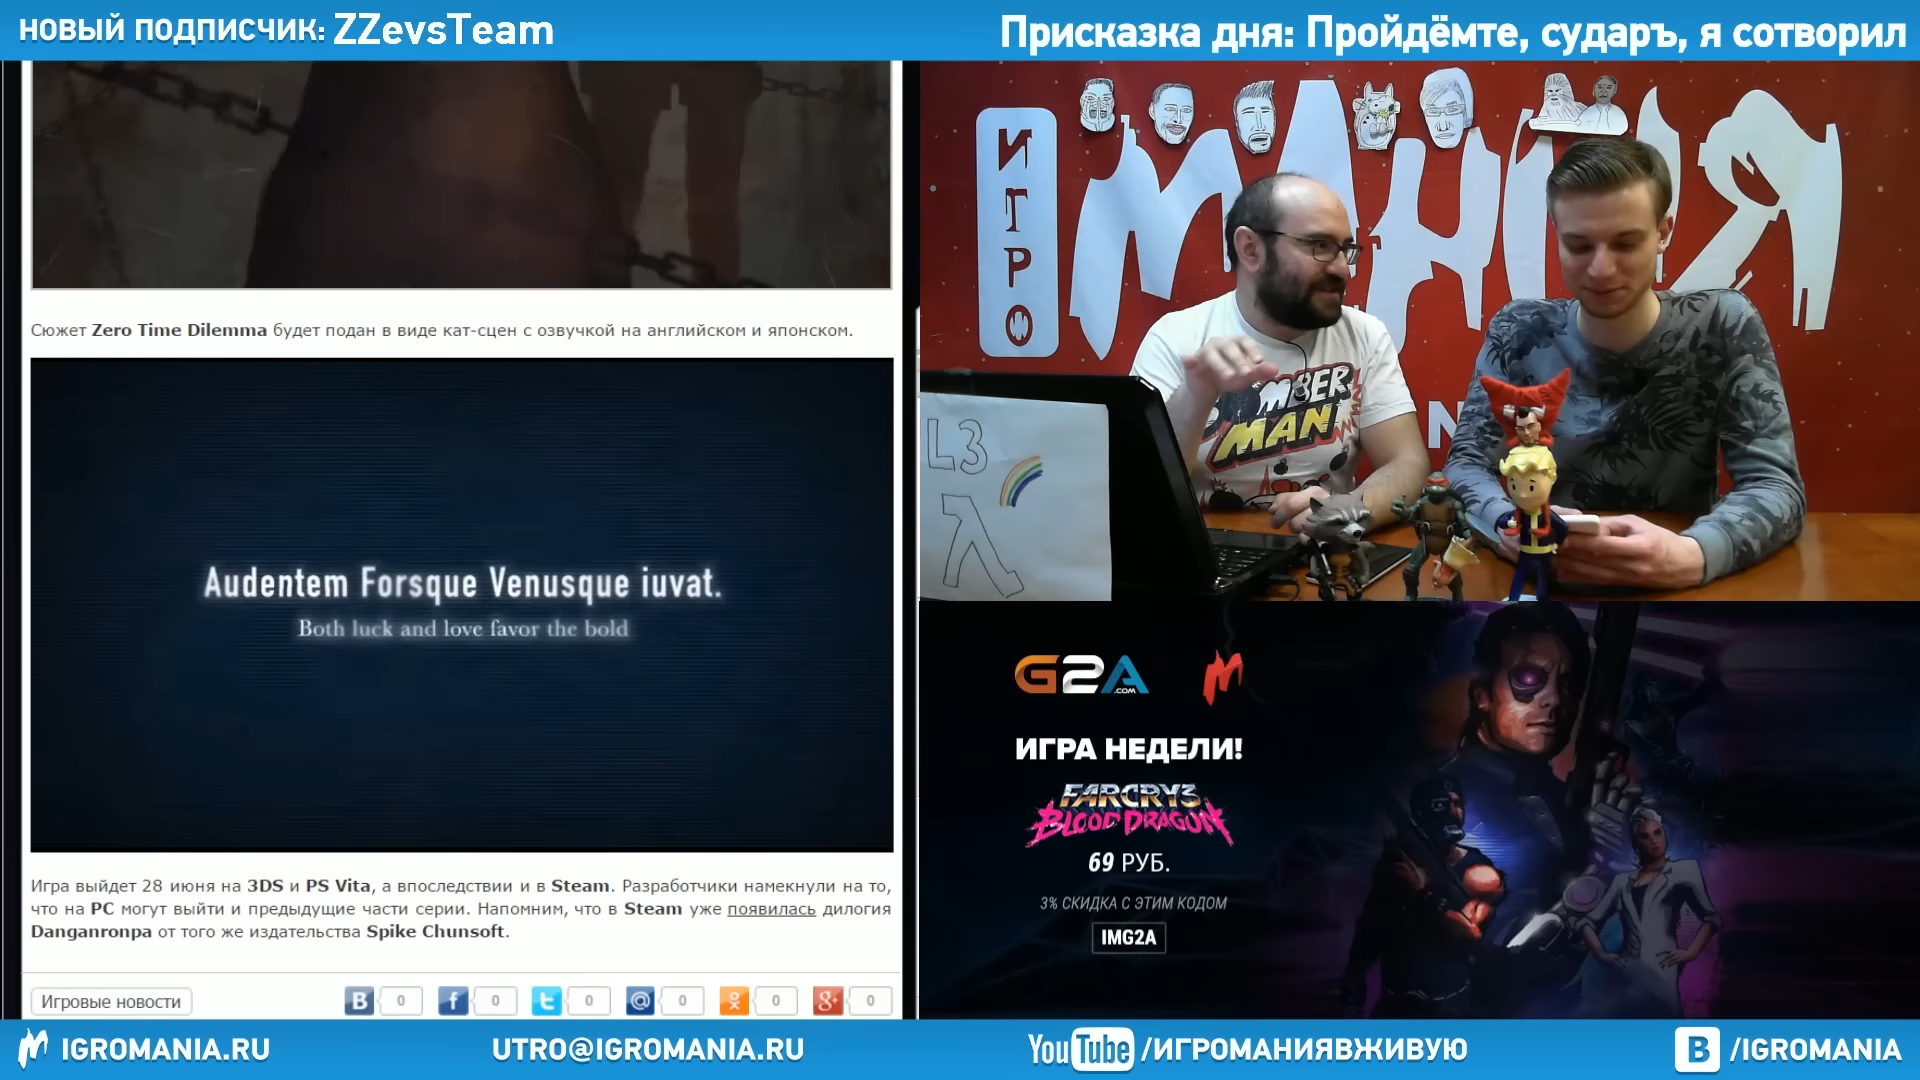 НОВЫЙ ПОДПИСЧИК: ZZevsTeam
Присказка дня: Пройдёмте, сударъ, я сотворил
Сюжет Zero Time Dilemma будет подан в виде кат-сцен с озвучкой на английском и японском.
Audentem Forsque Venusque iuvat.
Both luck and love favor the bold
Игра выйдет 28 июня на 3DS и PS Vita, а впоследствии и в Steam. Разработчики намекнули на то,
что на PC могут выйти и предыдущие части серии. Напомним, что в Steam уже появилась дилогия
Danganronpa от того же издательства Spike Chunsoft.
Игровые новости
B 0 f 0 t 0 @ 0 0 g+ 0
ИГРО
МАНИЯ
BOMBER
MAN
L3
N
G2A
.COM
ИГРА НЕДЕЛИ!
FARCRY3
BLOOD DRAGON
69 РУБ.
3% СКИДКА С ЭТИМ КОДОМ
IMG2A
IGROMANIA.RU
UTRO@IGROMANIA.RU
YouTube /ИГРОМАНИЯВЖИВУЮ
B /IGROMANIA